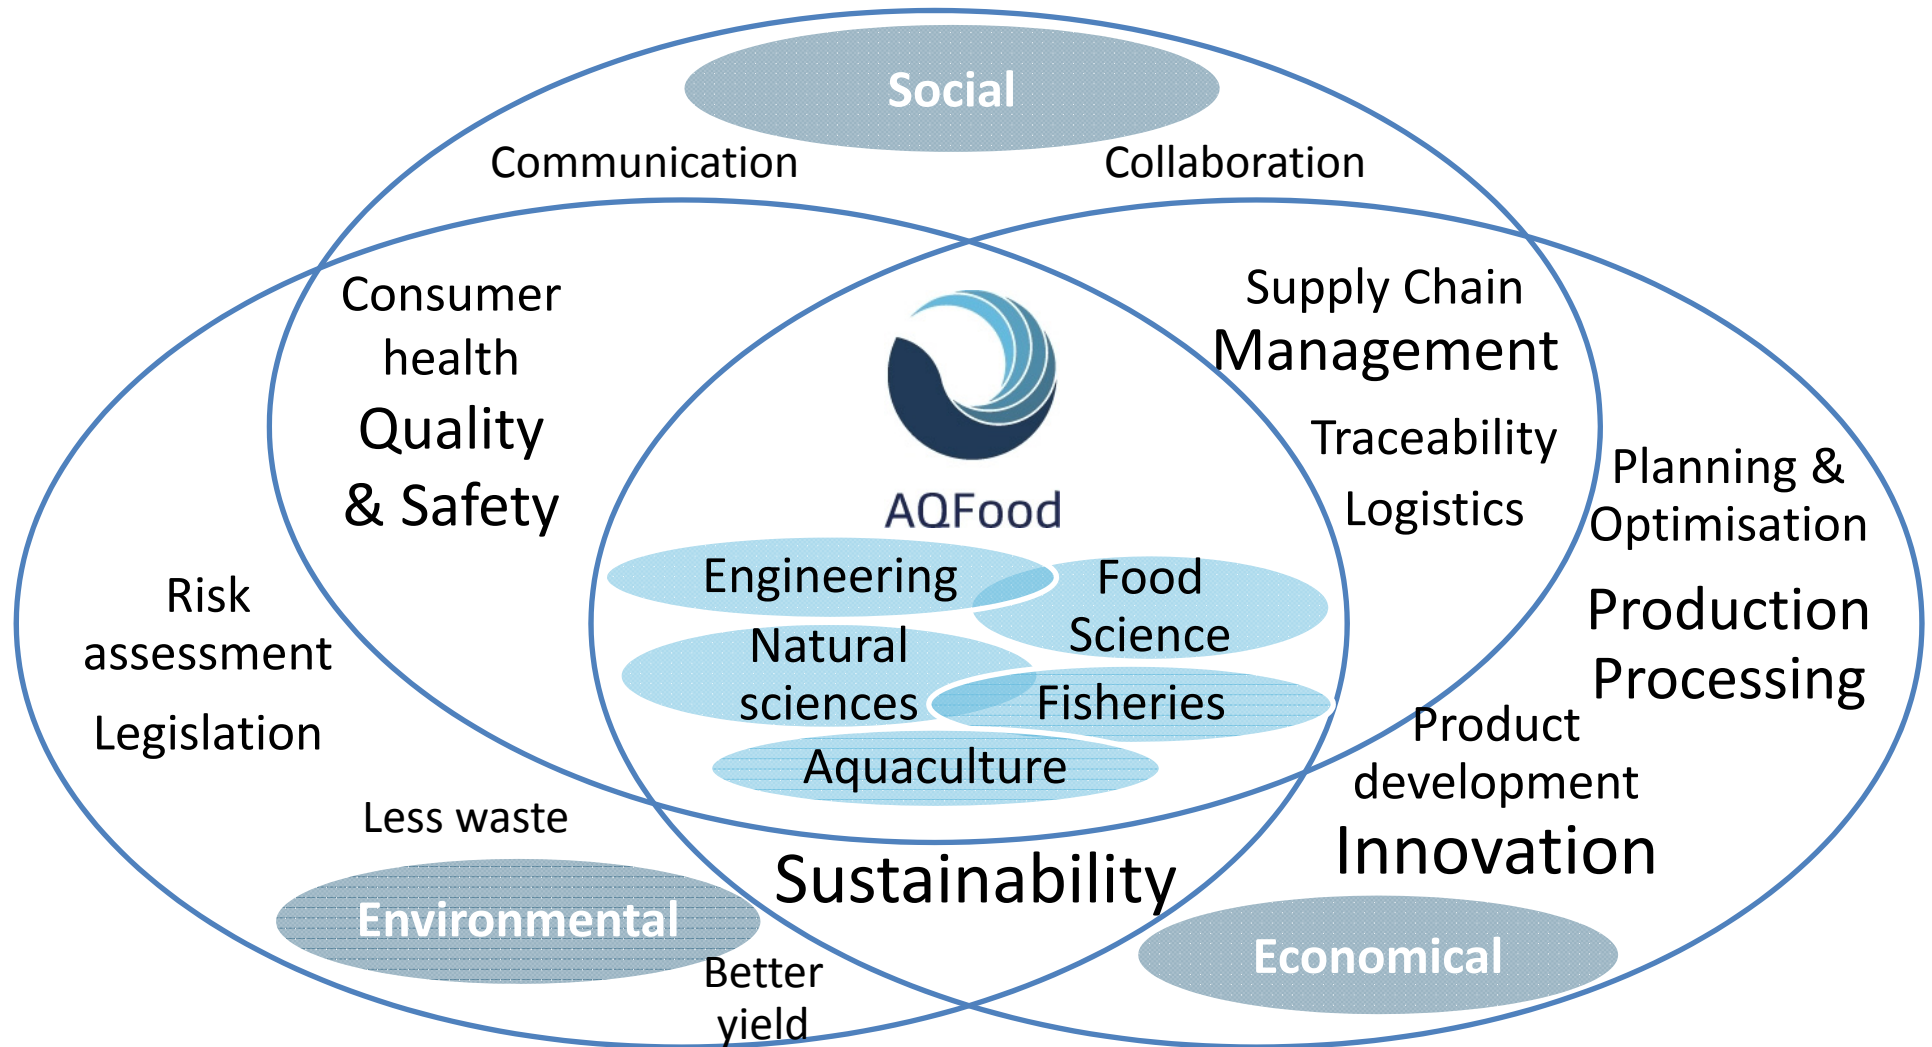 Social
Communication
Collaboration
Consumer
health
Quality
& Safety
AQFood
Supply Chain
Management
Traceability
Logistics
Planning &
Optimisation
Production
Processing
Risk
assessment
Legislation
Engineering
Food
Science
Natural
sciences
Fisheries
Aquaculture
Product
development
Innovation
Less waste
Sustainability
Environmental
Economical
Better
yield